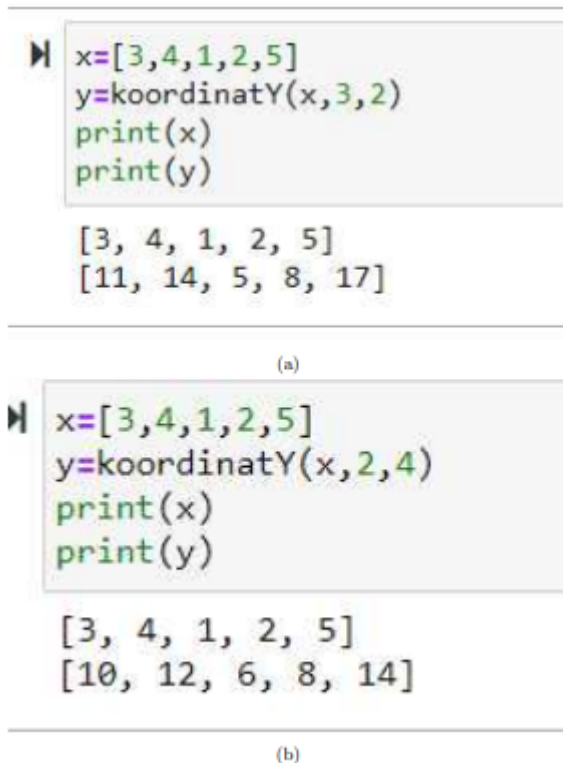 x=[3,4,1,2,5]
y=koordinatY(x,3,2)
print(x)
print(y)
[3, 4, 1, 2, 5]
[11, 14, 5, 8, 17]
(a)
x=[3,4,1,2,5]
y=koordinatY(x,2,4)
print(x)
print(y)
[3, 4, 1, 2, 5]
[10, 12, 6, 8, 14]
(b)